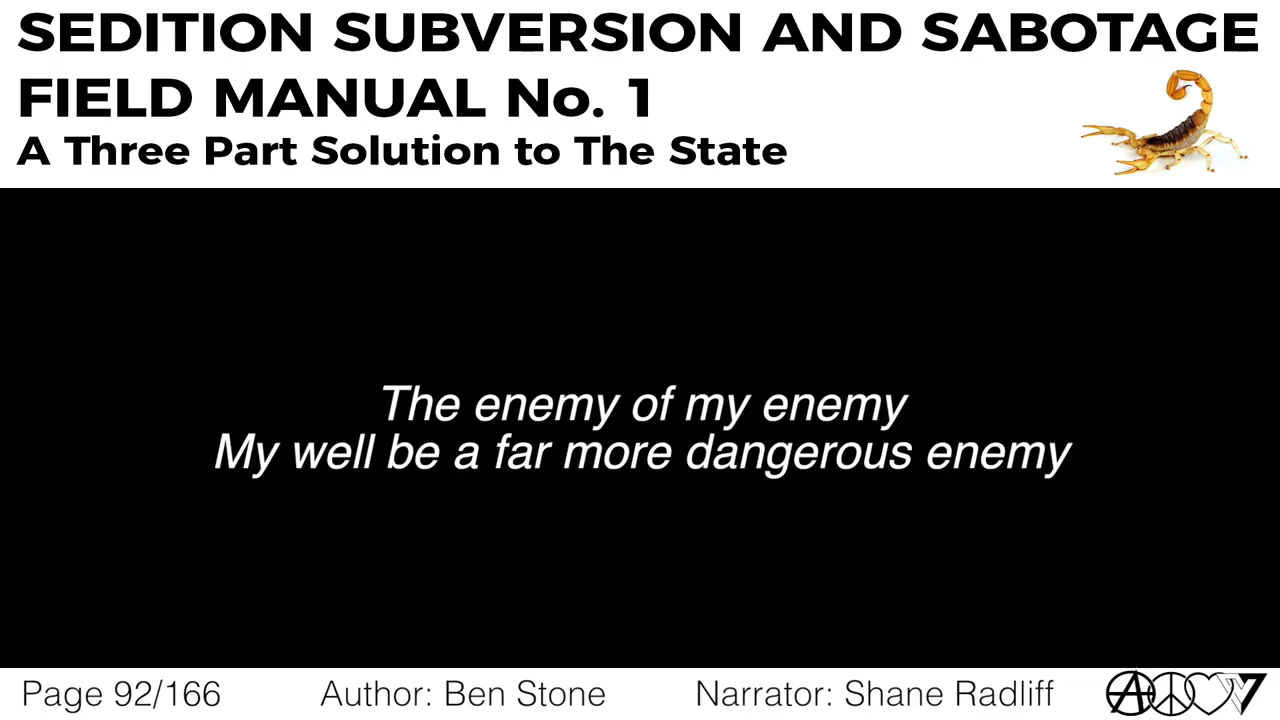 SEDITION SUBVERSION AND SABOTAGE
FIELD MANUAL No. 1
A Three Part Solution to The State
The enemy of my enemy
My well be a far more dangerous enemy
Page 92/166 Author: Ben Stone Narrator: Shane Radliff